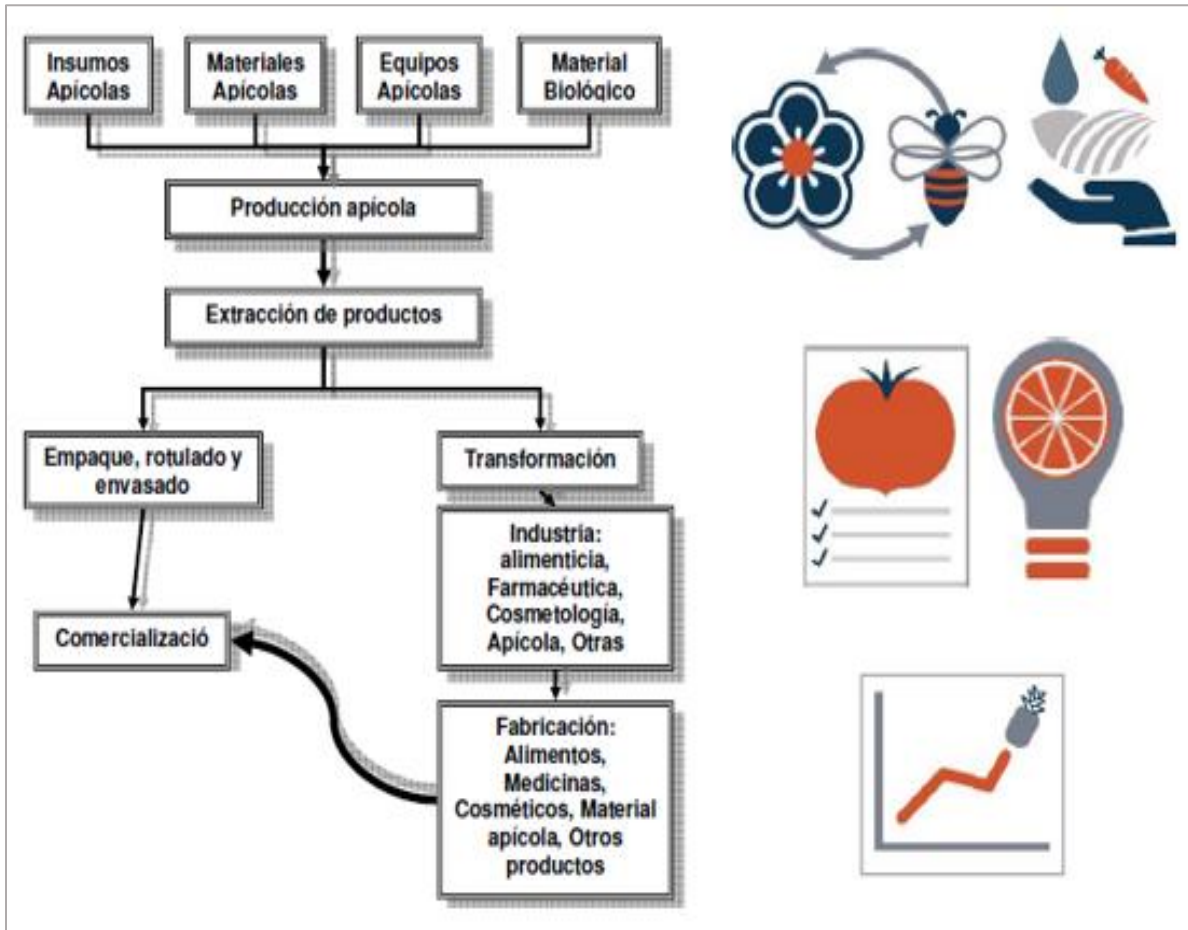 Insumos
Apícolas
Materiales
Apícolas
Equipos
Apícolas
Material
Biológico
Producción apícola
Extracción de productos
Empaque, rotulado y
envasado
Transformación
Industria:
alimenticia,
Farmacéutica,
Cosmetología,
Apícola, Otras
Comercializació
Fabricación:
Alimentos,
Medicinas,
Cosméticos, Material
apícola, Otros
productos